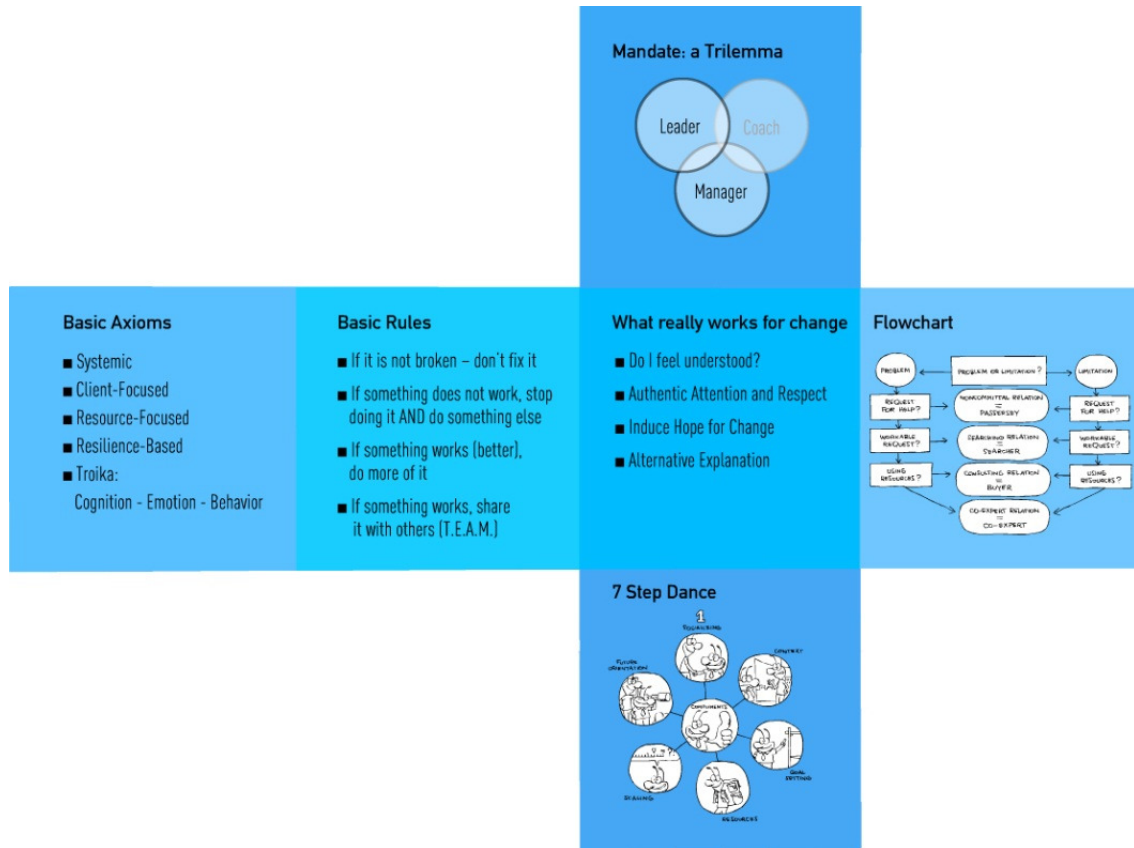 Mandate: a Trilemma
Leader
Coach
Manager
Basic Axioms
■ Systemic
■ Client-Focused
■ Resource-Focused
■ Resilience-Based
■ Troika:
Cognition - Emotion - Behavior
Basic Rules
■ If it is not broken – don't fix it
■ If something does not work, stop
doing it AND do something else
■ If something works (better),
do more of it
■ If something works, share
it with others (T.E.A.M.)
What really works for change
■ Do I feel understood?
■ Authentic Attention and Respect
■ Induce Hope for Change
■ Alternative Explanation
Flowchart
PROBLEM
PROBLEM OR LIMITATION?
LIMITATION
REQUEST
FOR HELP?
NONCOMMITTAL RELATION
=
PASSERSBY
REQUEST
FOR HELP?
WORKABLE
REQUEST?
SEARCHING RELATION
=
SEARCHER
WORKABLE
REQUEST?
USING
RESOURCES?
CONSULTING RELATION
=
BUYER
USING
RESOURCES?
CO-EXPERT RELATION
=
CO-EXPERT
7 Step Dance
1
SOCIALIZING
CONTEXT
FUTURE
ORIENTATION
COMPLIMENTS
GOAL
SETTING
SCALING
RESOURCES